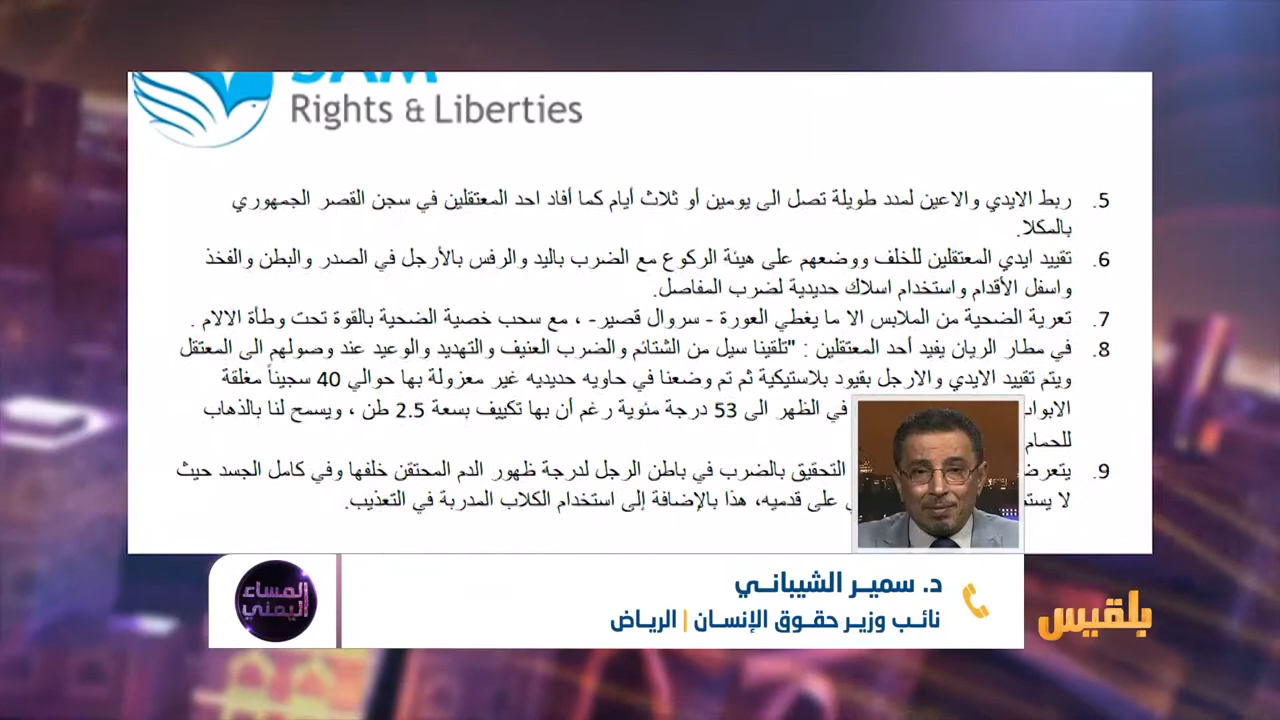 Rights & Liberties
5. ربط الايدي والاعين لمدد طويلة تصل الى يومين أو ثلاث أيام كما أفاد احد المعتقلين في سجن القصر الجمهوري
بالمكلا.
6. تقييد ايدي المعتقلين للخلف ووضعهم على هيئة الركوع مع الضرب باليد والرفس بالأرجل في الصدر والبطن والفخذ
واسفل الأقدام واستخدام اسلاك حديدية لضرب المفاصل.
7. تعرية الضحية من الملابس الا ما يغطي العورة - سروال قصير- ، مع سحب خصية الضحية بالقوة تحت وطأة الالام .
8. في مطار الريان يفيد أحد المعتقلين : "تلقينا سيل من الشتائم والضرب العنيف والتهديد والوعيد عند وصولهم الى المعتقل
ويتم تقييد الايدي والارجل بقيود بلاستيكية ثم تم وضعنا في حاويه حديديه غير معزولة بها حوالي 40 سجيناً مغلقة
في الظهر الى 53 درجة مئوية رغم أن بها تكييف بسعة 2.5 طن ، ويسمح لنا بالذهاب
للحمام
9. التحقيق بالضرب في باطن الرجل لدرجة ظهور الدم المحتقن خلفها وفي كامل الجسد حيث
لا على قدميه، هذا بالإضافة إلى استخدام الكلاب المدربة في التعذيب.
د. سمير الشيباني
نائب وزير حقوق الإنسان | الرياض
المساء
اليمني
بلقيس